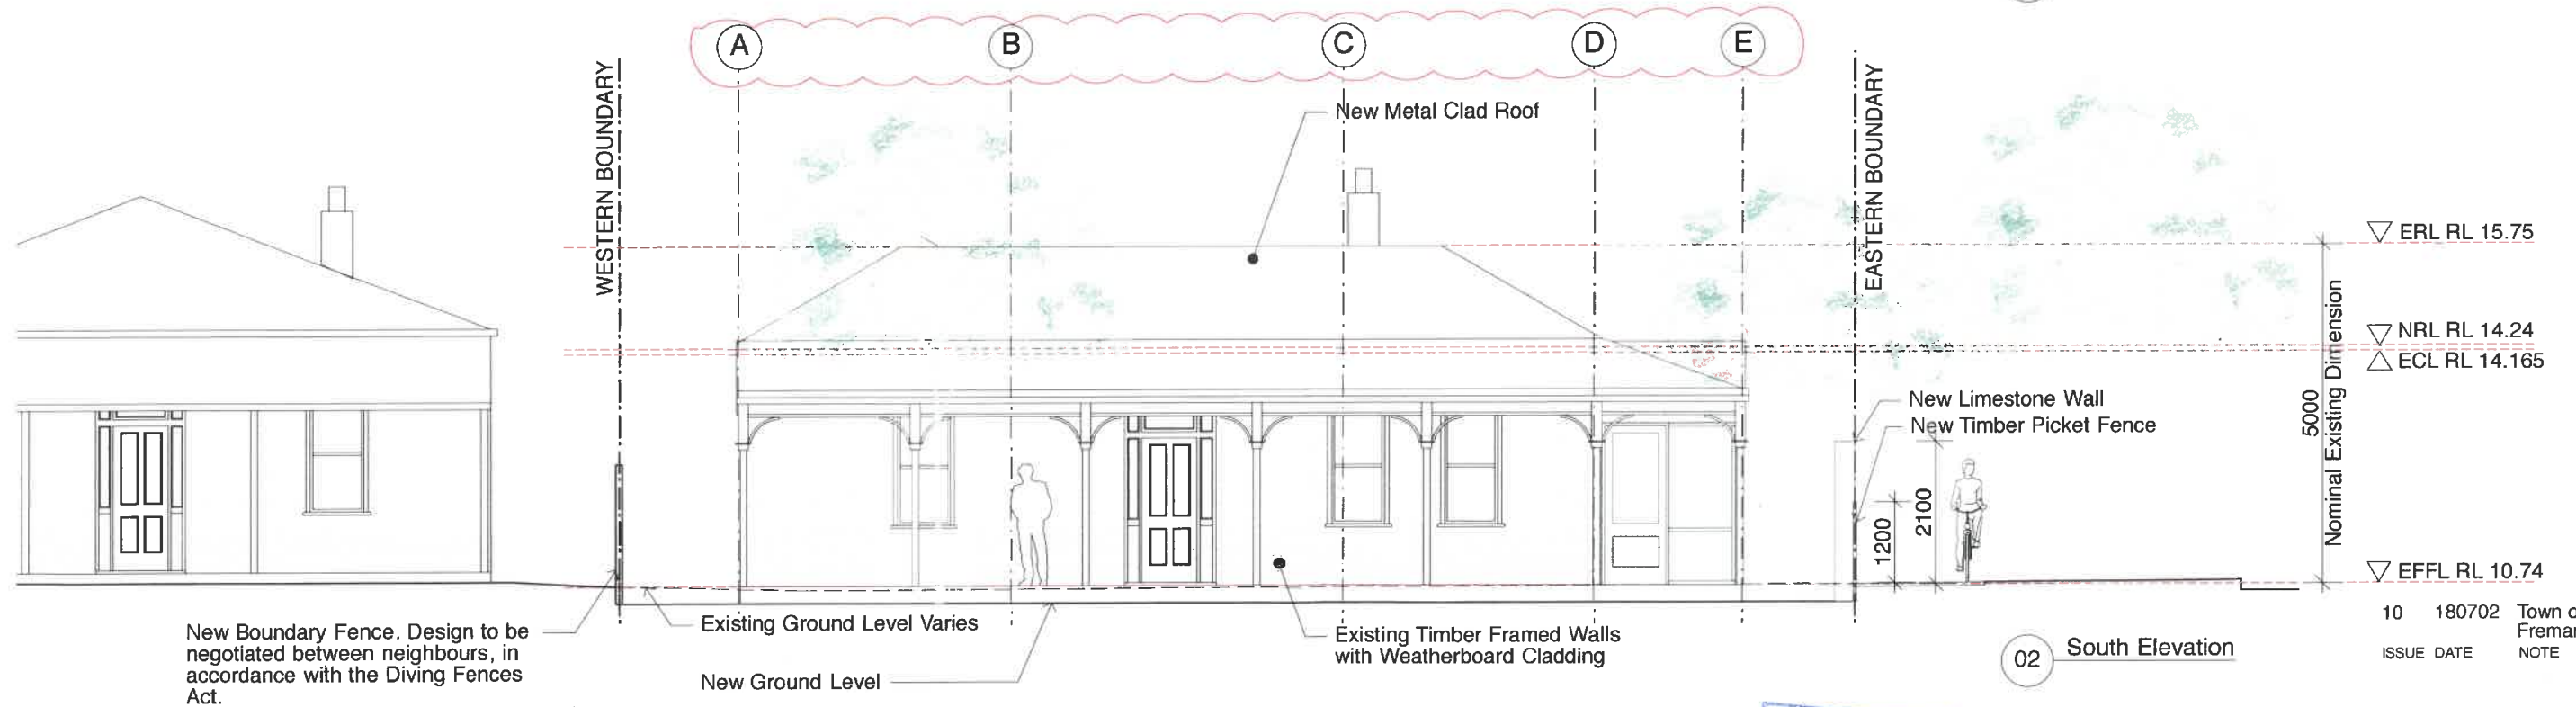 A
B
C
D
E
WESTERN BOUNDARY
EASTERN BOUNDARY
New Metal Clad Roof
ERL RL 15.75
NRL RL 14.24
ECL RL 14.165
5000
Nominal Existing Dimension
New Limestone Wall
New Timber Picket Fence
1200
2100
EFFL RL 10.74
New Boundary Fence. Design to be
negotiated between neighbours, in
accordance with the Diving Fences
Act.
Existing Ground Level Varies
New Ground Level
Existing Timber Framed Walls
with Weatherboard Cladding
02 South Elevation
10 180702 Town
ISSUE DATE NOTE